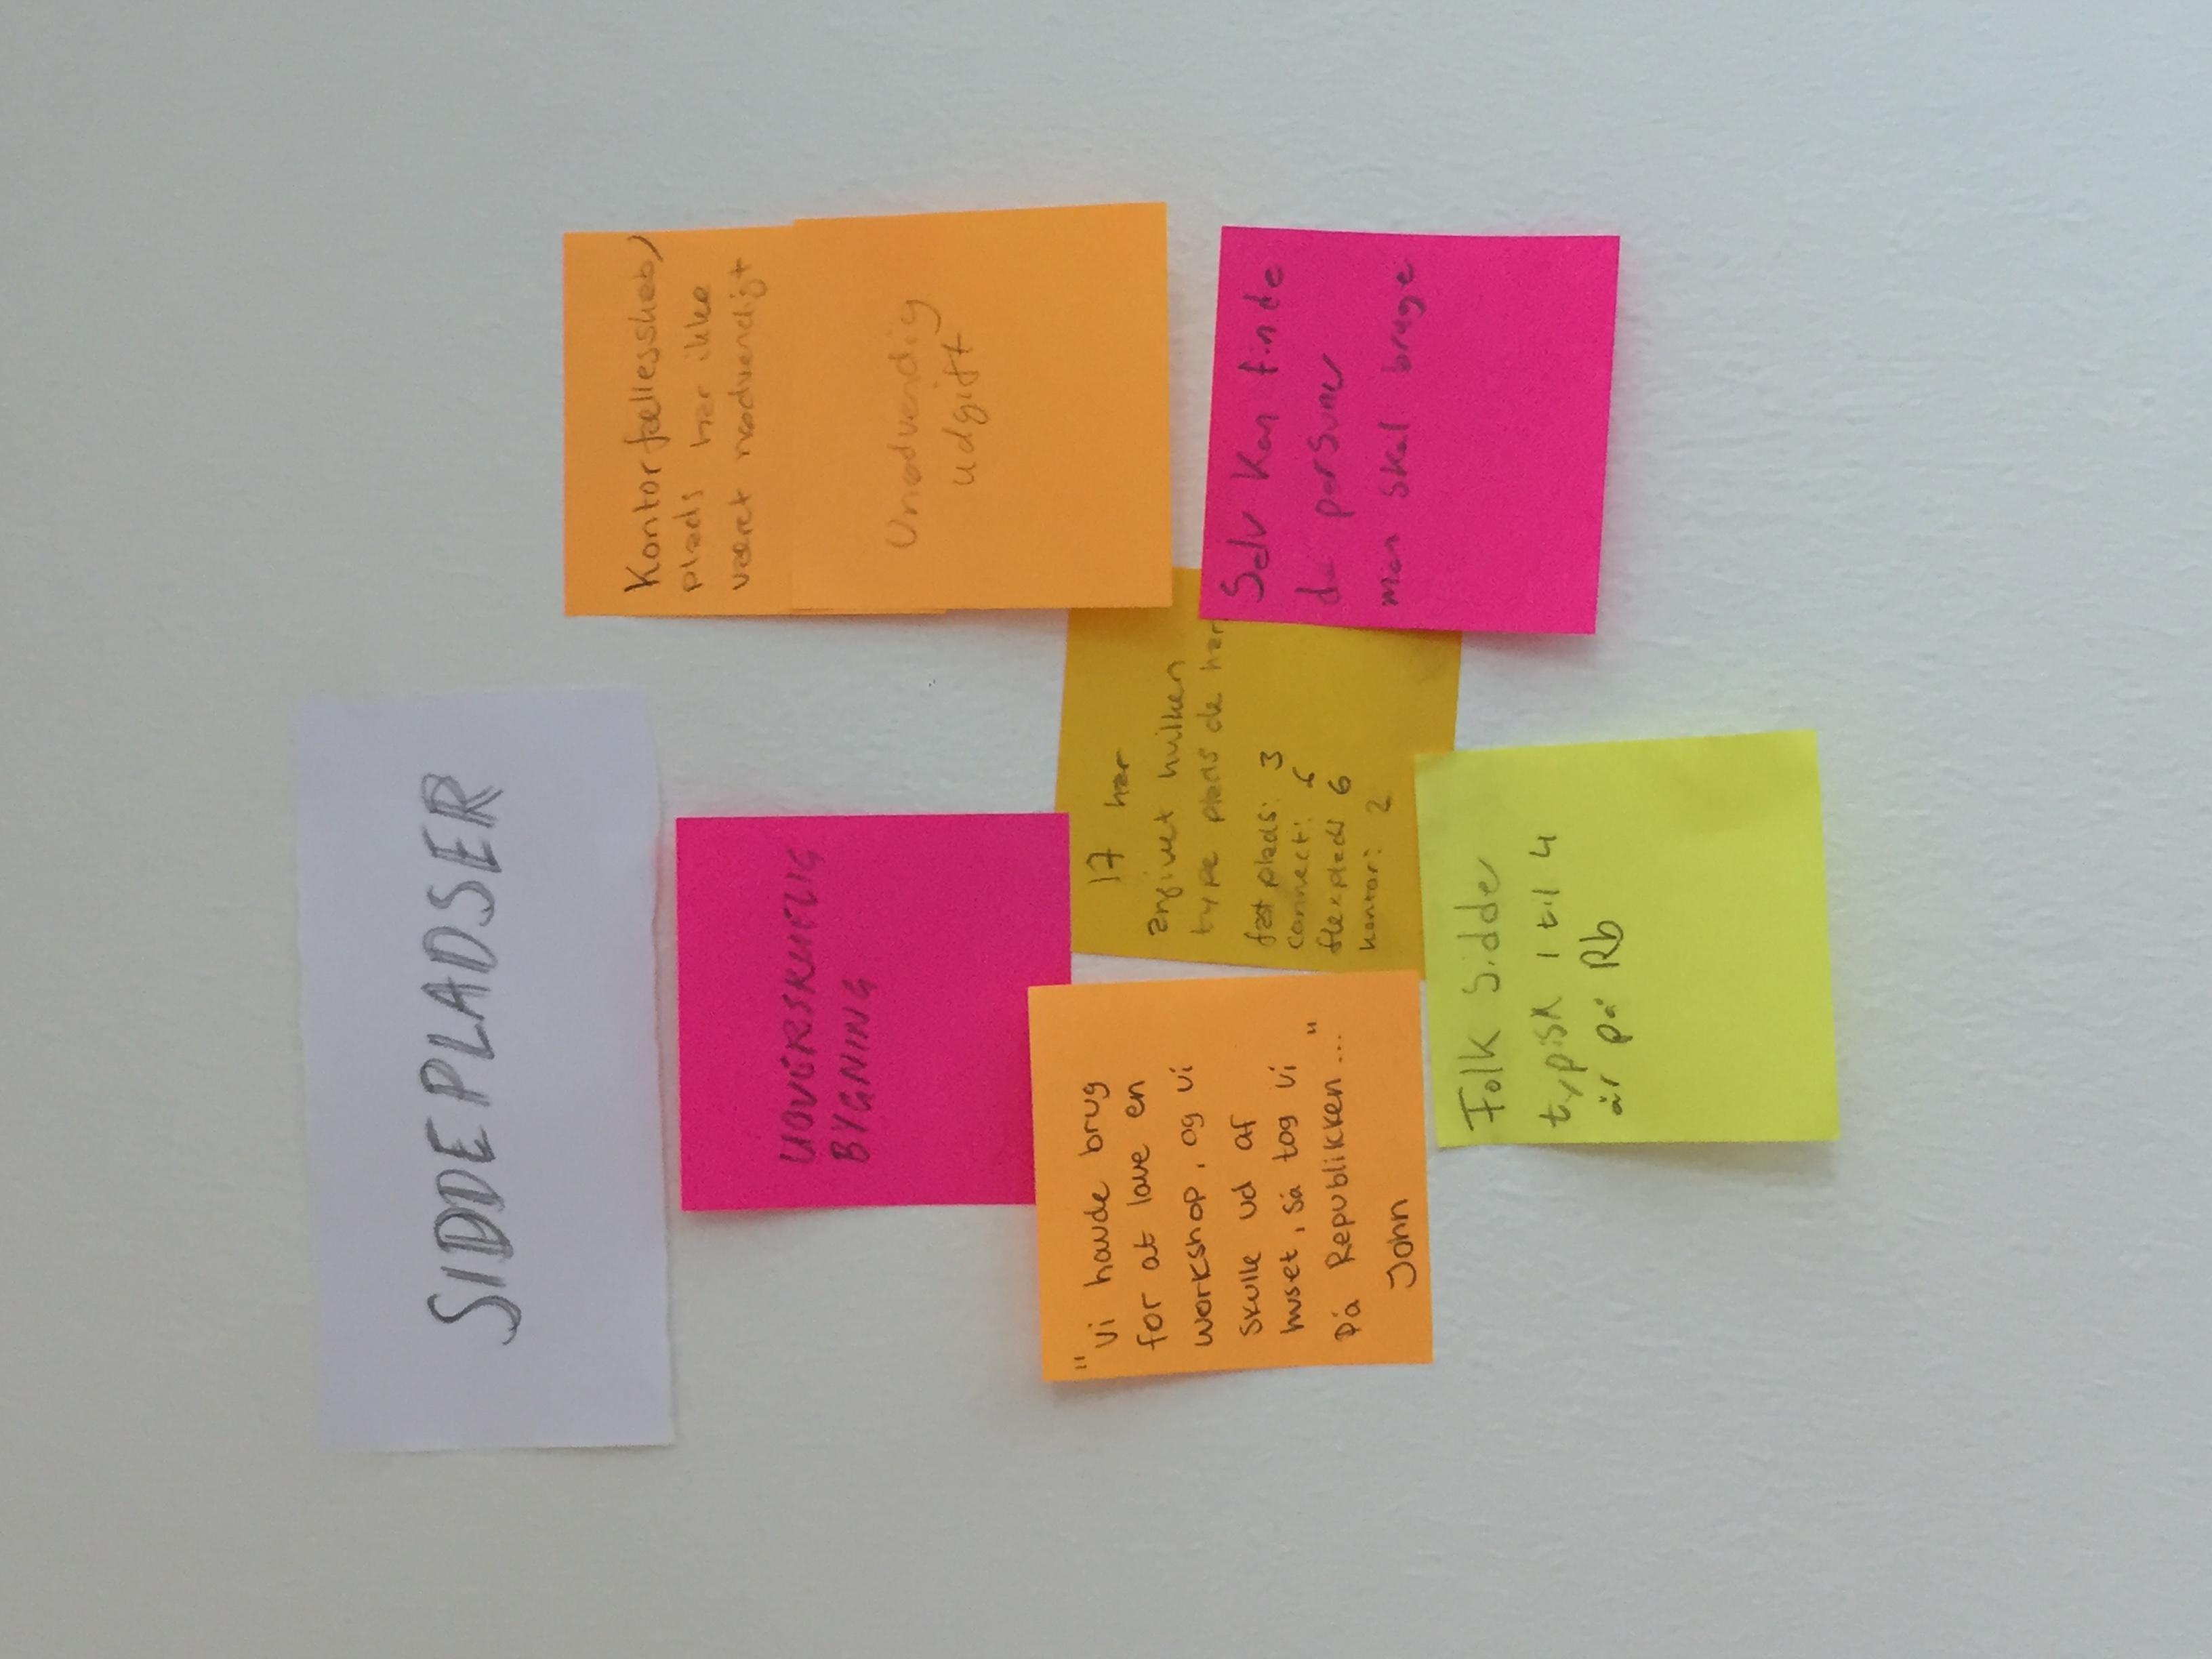 SIDDEPLADSER
UOVERSKUELIG
BYGNING
Kontorfællesskab/
plads har ikke
været nødvendigt
Unødvendig
udgift
"Vi havde brug
for at lave en
workshop, og vi
skulle ud af
huset, så tog vi
på Republikken..."
John
17 har
angivet hvilken
type plads de har
fast plads: 3
connect: 6
flexplads 6
kontor: 2
Selv kan finde
de personer
man skal bruge
Folk sidder
typisk 1 til 4
år på Rb